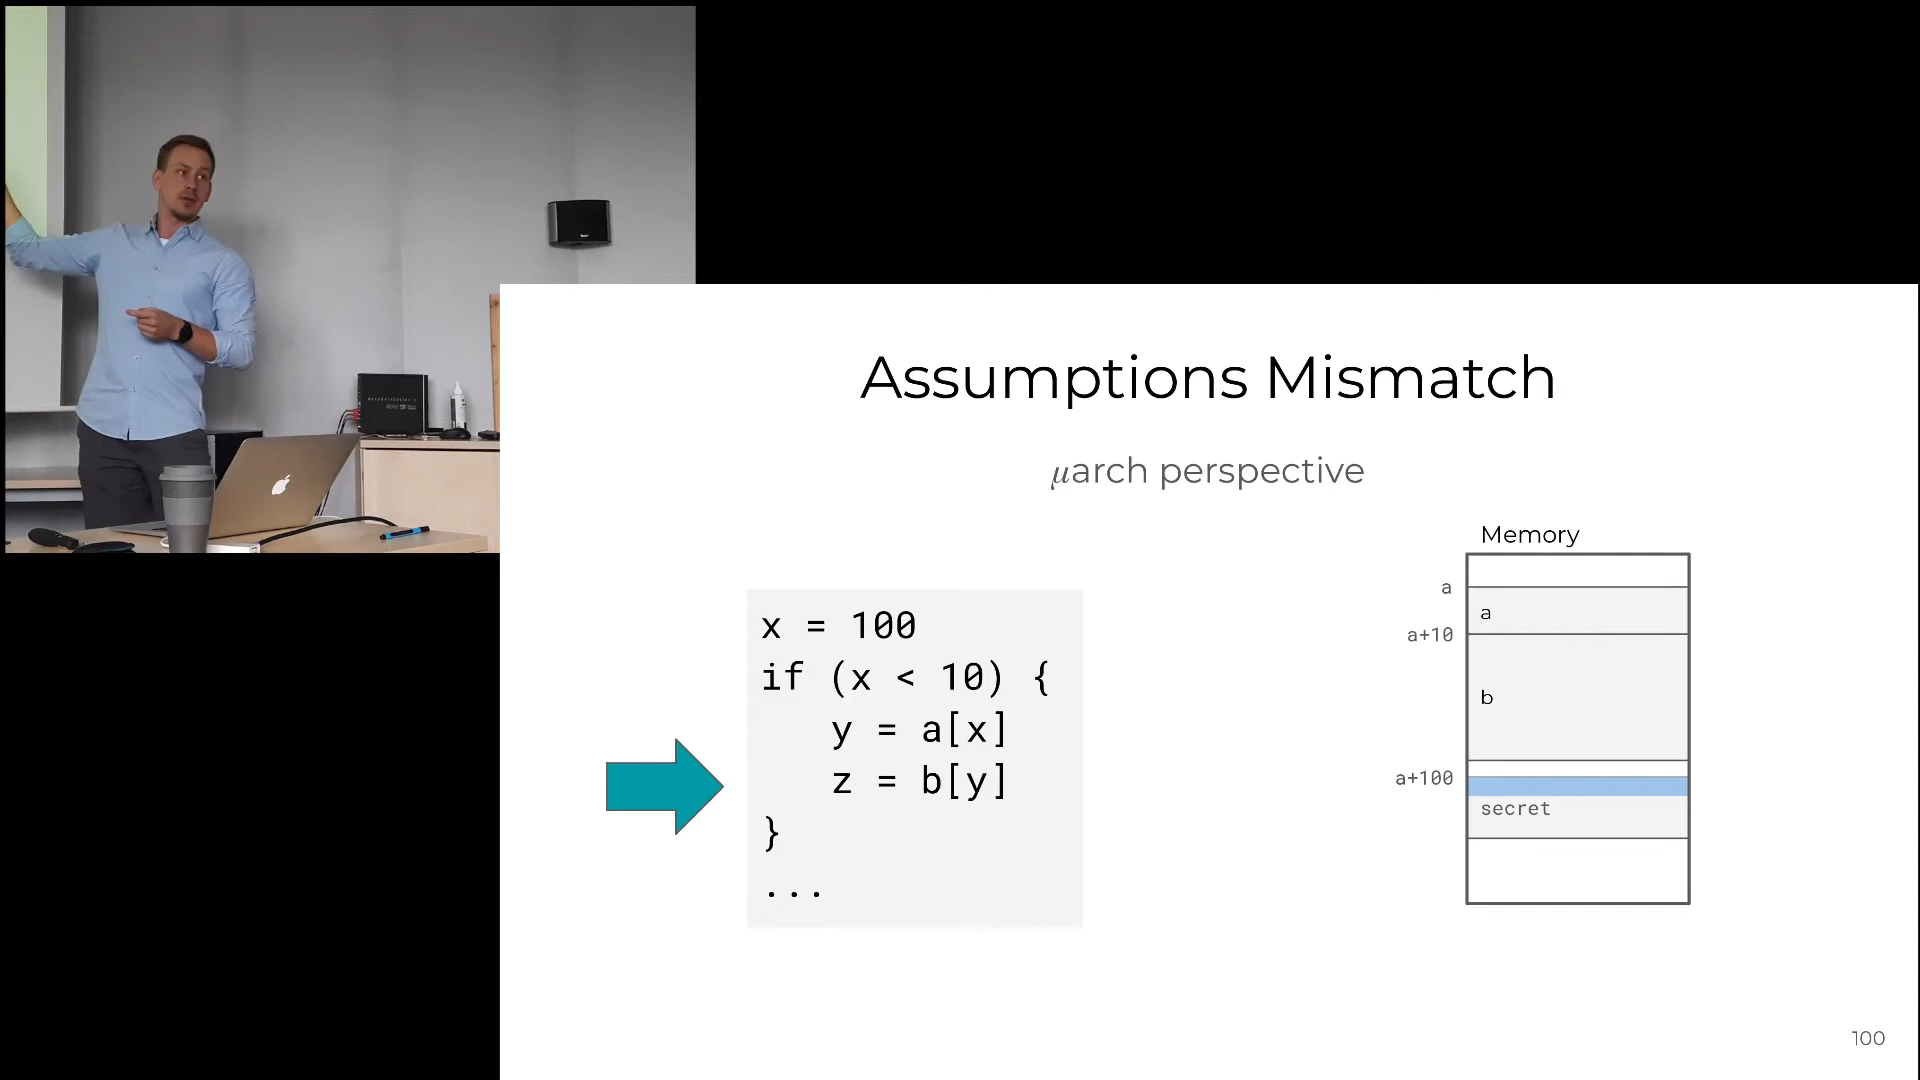 Assumptions Mismatch
μarch perspective
x = 100
if (x < 10) {
y = a[x]
z = b[y]
}
...
Memory
a
a
a+10
b
a+100
secret
100